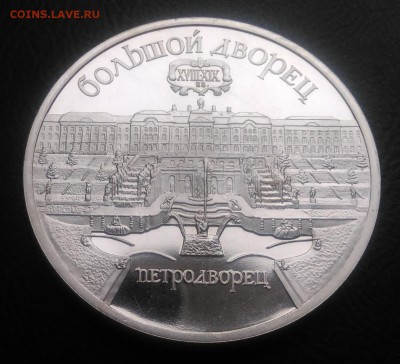 COINS.LAVE.RU
БОЛЬШОЙ ДВОРЕЦ
XVIII-XIX
ВВ
ПЕТРОДВОРЕЦ